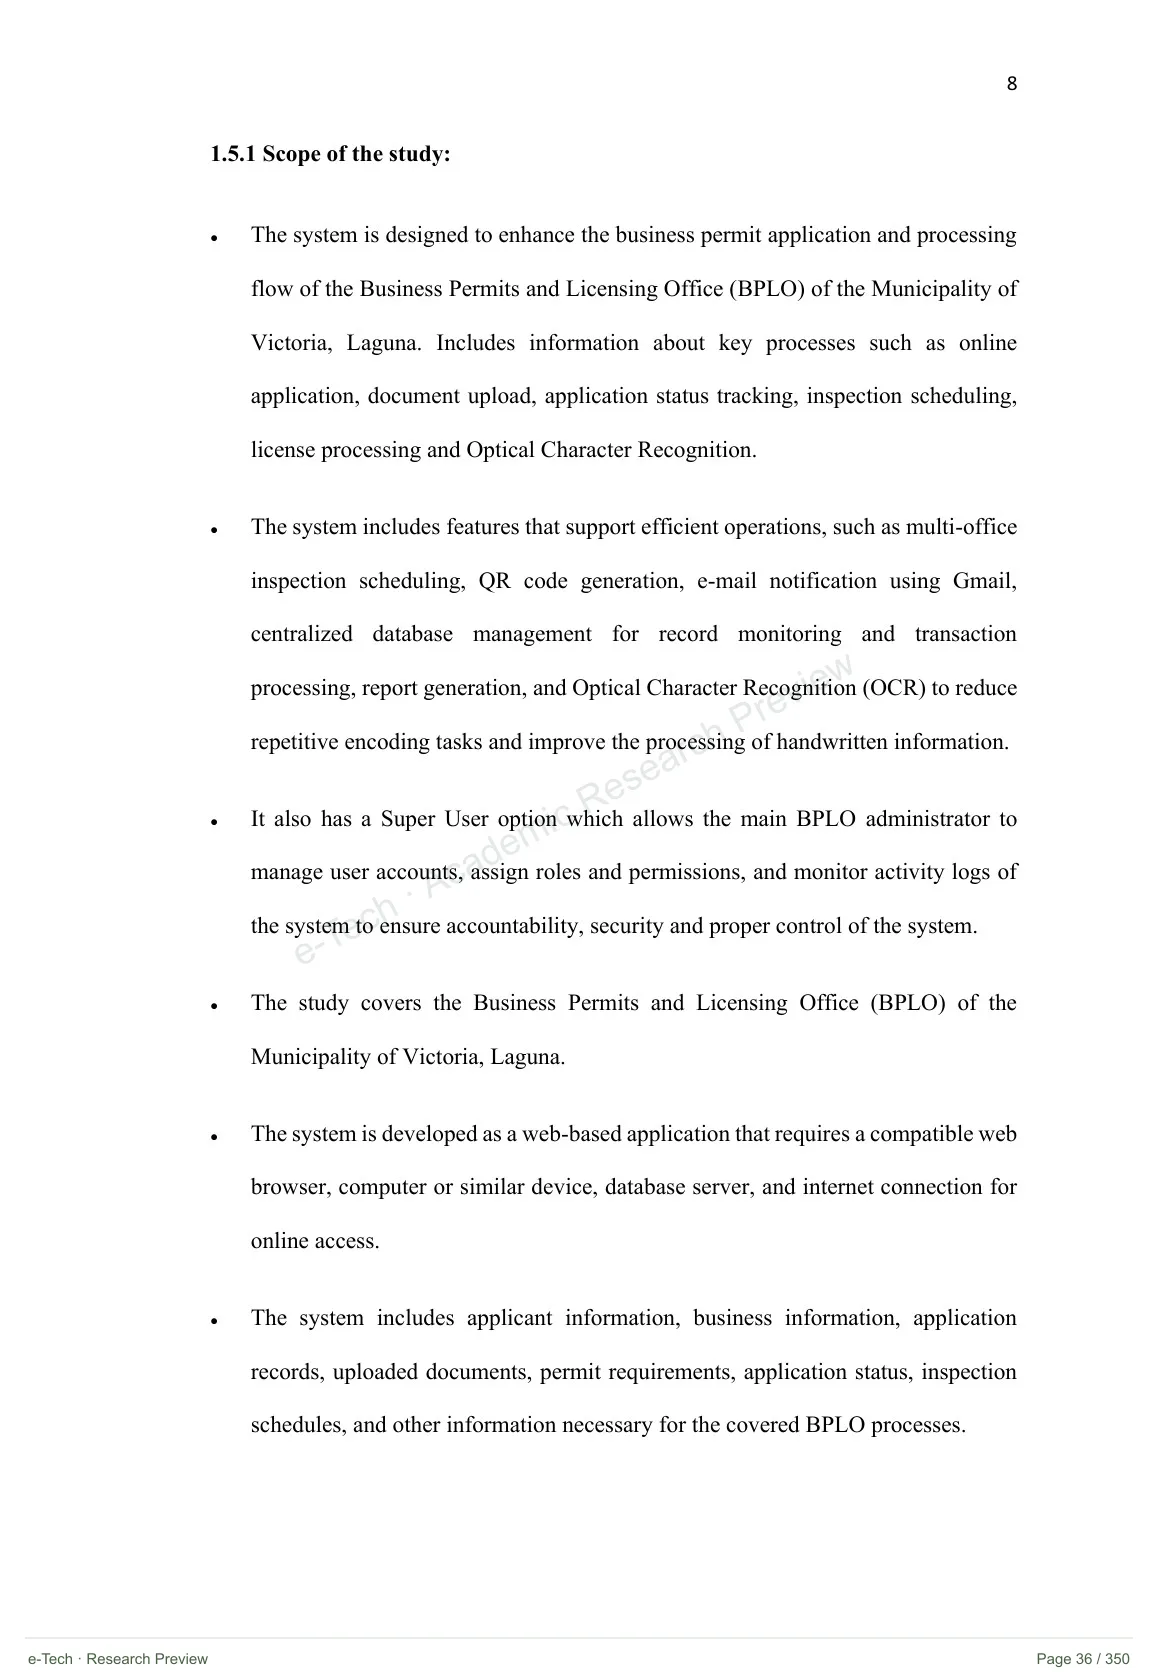 8
1.5.1 Scope of the study:
• The system is designed to enhance the business permit application and processing
flow of the Business Permits and Licensing Office (BPLO) of the Municipality of
Victoria, Laguna. Includes information about key processes such as online
application, document upload, application status tracking, inspection scheduling,
license processing and Optical Character Recognition.
• The system includes features that support efficient operations, such as multi-office
inspection scheduling, QR code generation, e-mail notification using Gmail,
centralized database management for record monitoring and transaction
processing, report generation, and Optical Character Recognition (OCR) to reduce
repetitive encoding tasks and improve the processing of handwritten information.
• It also has a Super User option which allows the main BPLO administrator to
manage user accounts, assign roles and permissions, and monitor activity logs of
the system to ensure accountability, security and proper control of the system.
• The study covers the Business Permits and Licensing Office (BPLO) of the
Municipality of Victoria, Laguna.
• The system is developed as a web-based application that requires a compatible web
browser, computer or similar device, database server, and internet connection for
online access.
• The system includes applicant information, business information, application
records, uploaded documents, permit requirements, application status, inspection
schedules, and other information necessary for the covered BPLO processes.
e-Tech · Academic Research Preview
e-Tech · Research Preview
Page 36 / 350